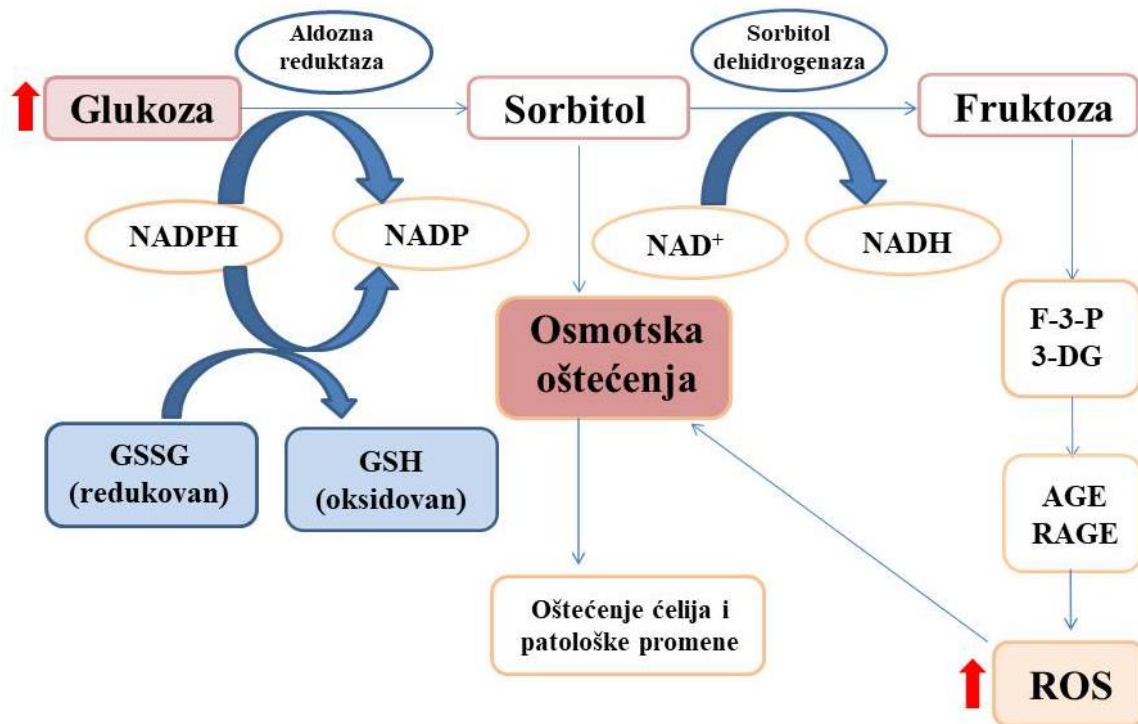 Aldozna
reduktaza
Sorbitol
dehidrogenaza
Glukoza
Sorbitol
Fruktoza
NADPH
NADP
NAD⁺
NADH
Osmotska
oštećenja
F-3-P
3-DG
GSSG
(redukovan)
GSH
(oksidovan)
AGE
RAGE
Oštećenje ćelija i
patološke promene
ROS